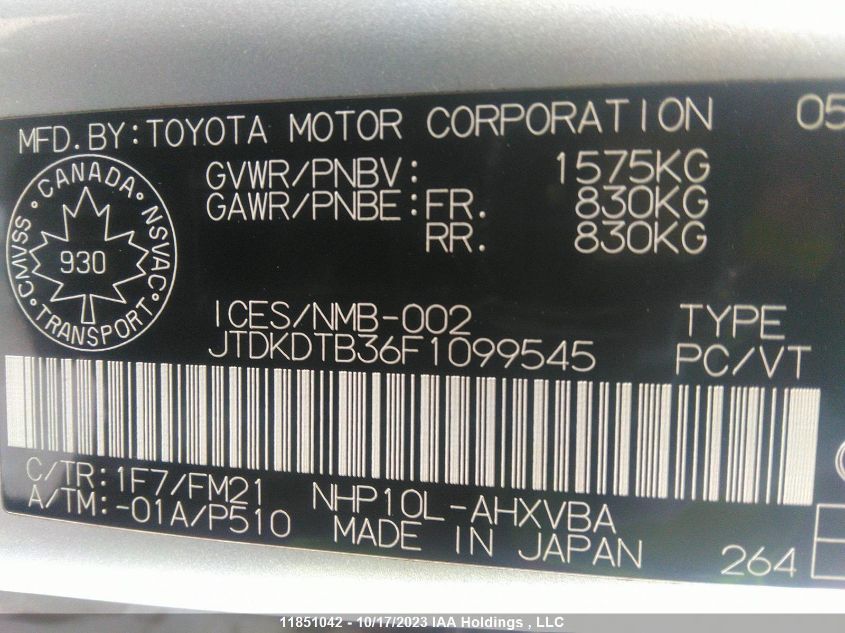 MFD.BY:TOYOTA MOTOR CORPORATION 05
GVWR/PNBV: 1575KG
GAWR/PNBE:FR. 830KG
RR. 830KG
CANADA
CMVSS NSVAC
930
TRANSPORT
ICES/NMB-002 TYPE
JTDKDTB36F1099545 PC/VT
C/TR:1F7/FM21 NHP10L-AHXVBA
A/TM:-01A/P510 MADE IN JAPAN 264
11851042 - 10/17/2023 IAA Holdings , LLC